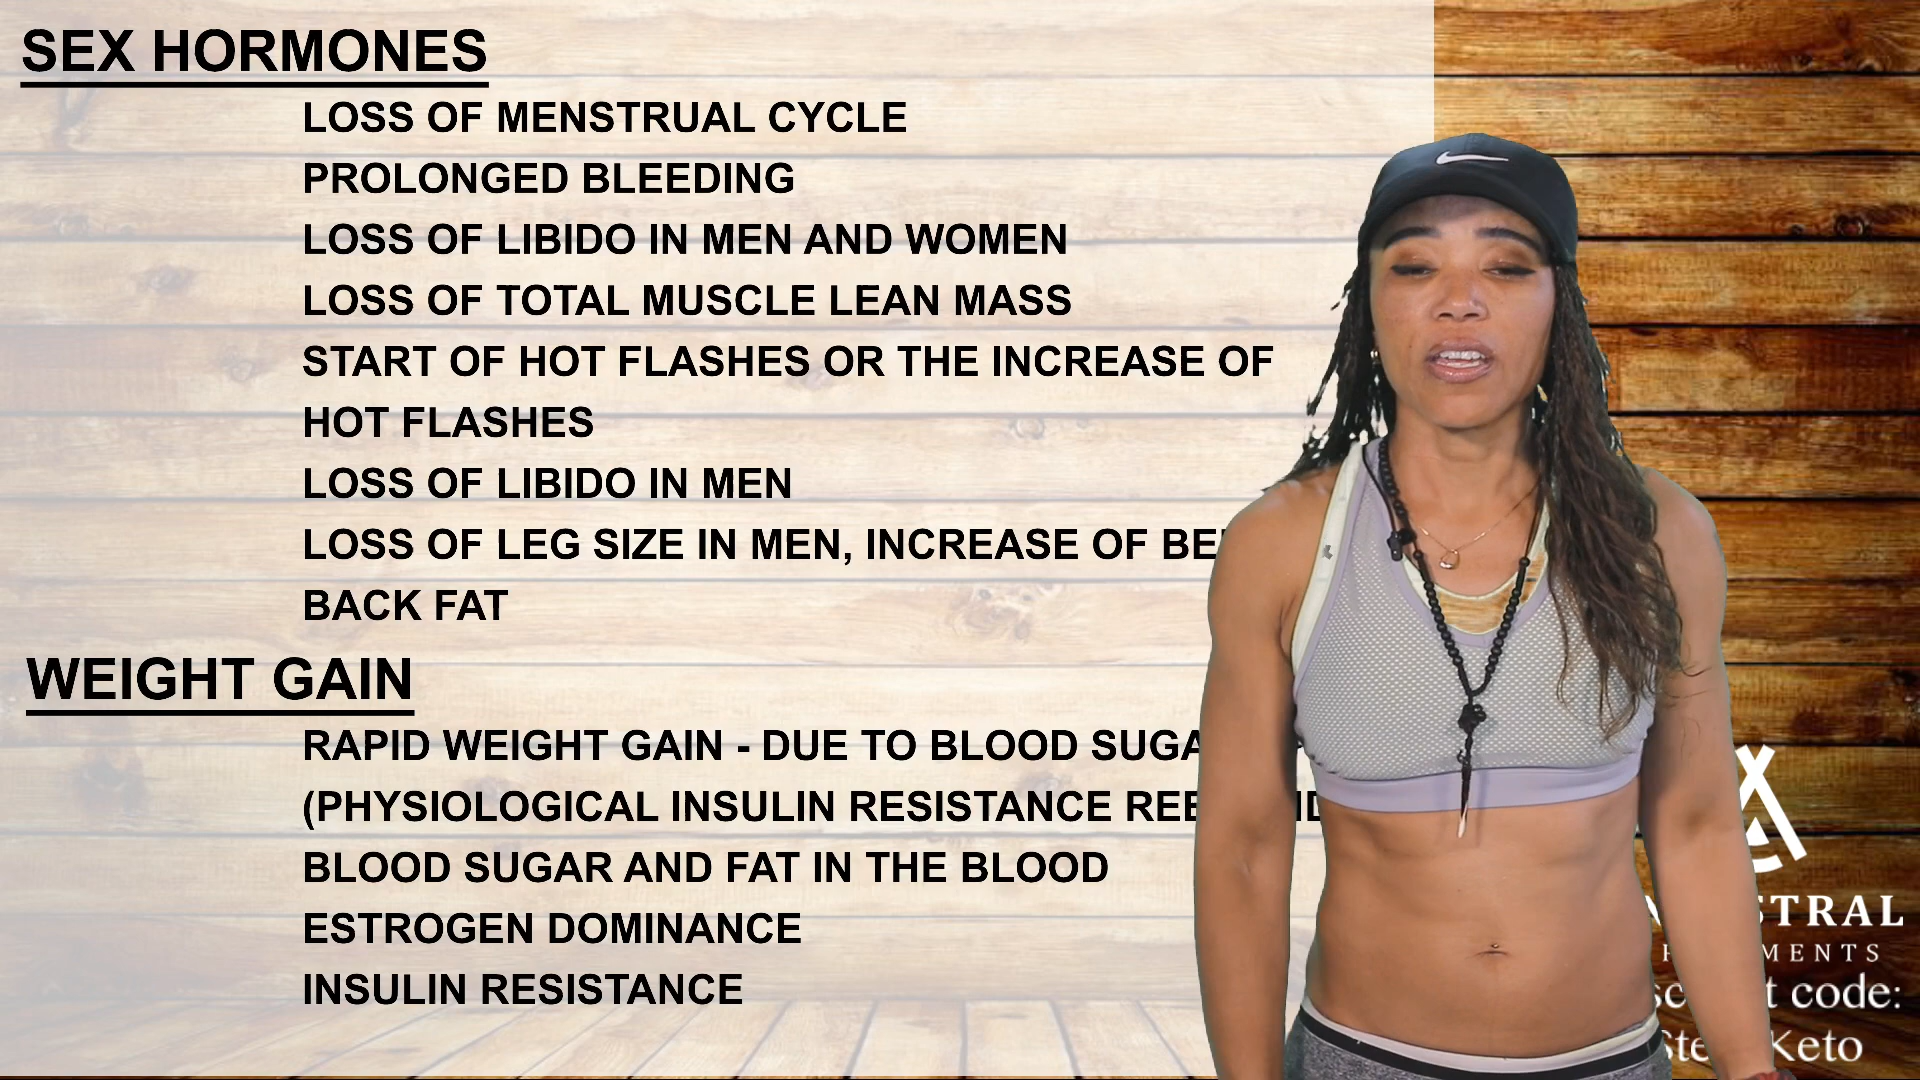 SEX HORMONES
LOSS OF MENSTRUAL CYCLE
PROLONGED BLEEDING
LOSS OF LIBIDO IN MEN AND WOMEN
LOSS OF TOTAL MUSCLE LEAN MASS
START OF HOT FLASHES OR THE INCREASE OF
HOT FLASHES
LOSS OF LIBIDO IN MEN
LOSS OF LEG SIZE IN MEN, INCREASE OF
BACK FAT
WEIGHT GAIN
RAPID WEIGHT GAIN - DUE TO BLOOD
(PHYSIOLOGICAL INSULIN RESISTANCE
BLOOD SUGAR AND FAT IN THE BLOOD
ESTROGEN DOMINANCE
INSULIN RESISTANCE
code:
Keto